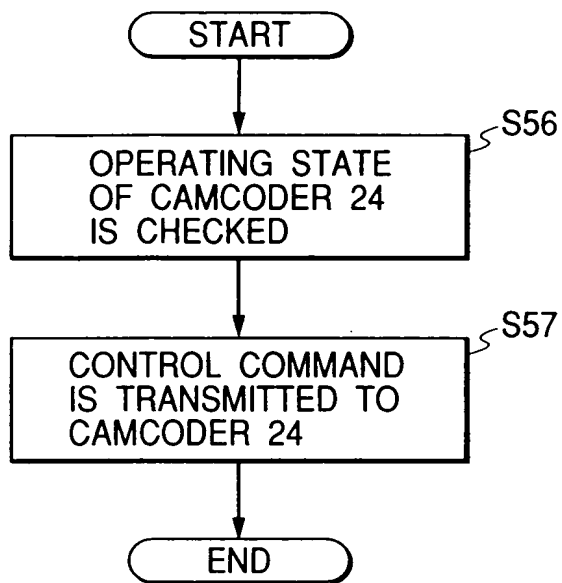 START
S56
OPERATING STATE
OF CAMCODER 24
IS CHECKED
S57
CONTROL COMMAND
IS TRANSMITTED TO
CAMCODER 24
END